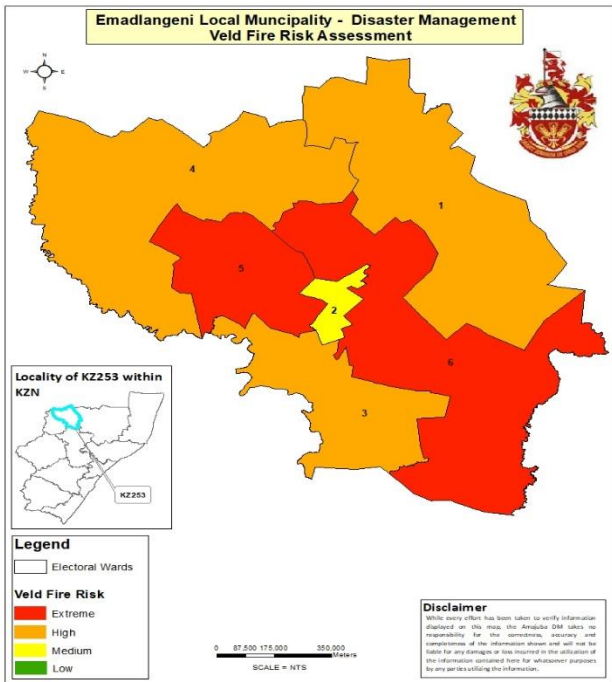 Emadlangeni Local Muncipality - Disaster Management
Veld Fire Risk Assessment
N
W E
S
4
1
5
2
6
3
Locality of KZ253 within
KZN
KZ253
Legend
Electoral Wards
Veld Fire Risk
Extreme
High
Medium
Low
0 87,500 175,000 350,000
Meters
SCALE = NTS
Disclaimer
While every effort has been taken to verify information
displayed on this map, the Amajuba DM takes no
responsibility for the correctness, accuracy and
completeness of the information shown and will not be
liable for any damages or loss incurred in the utilization of
the information contained here for whatsoever purposes
by any parties utilizing the information.